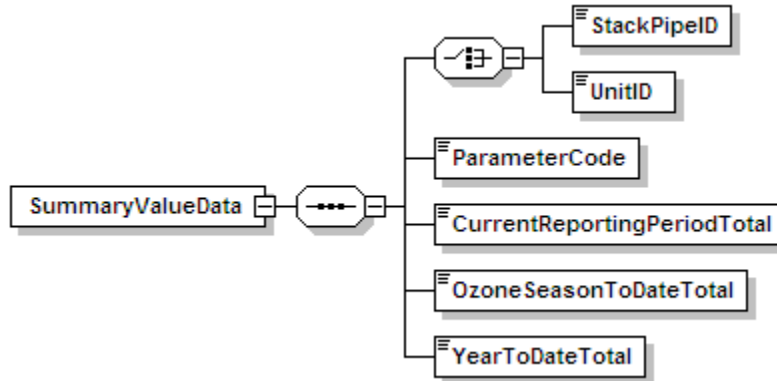 StackPipeID
UnitID
ParameterCode
SummaryValueData
CurrentReportingPeriodTotal
OzoneSeasonToDateTotal
YearToDateTotal